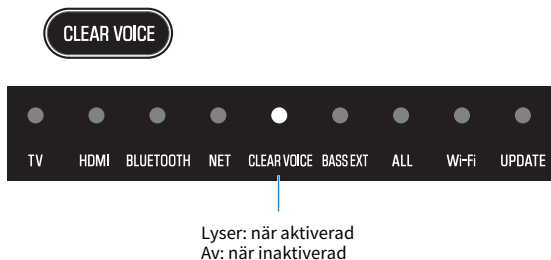 CLEAR VOICE
TV HDMI BLUETOOTH NET CLEAR VOICE BASS EXT ALL Wi-Fi UPDATE
Lyser: när aktiverad
Av: när inaktiverad